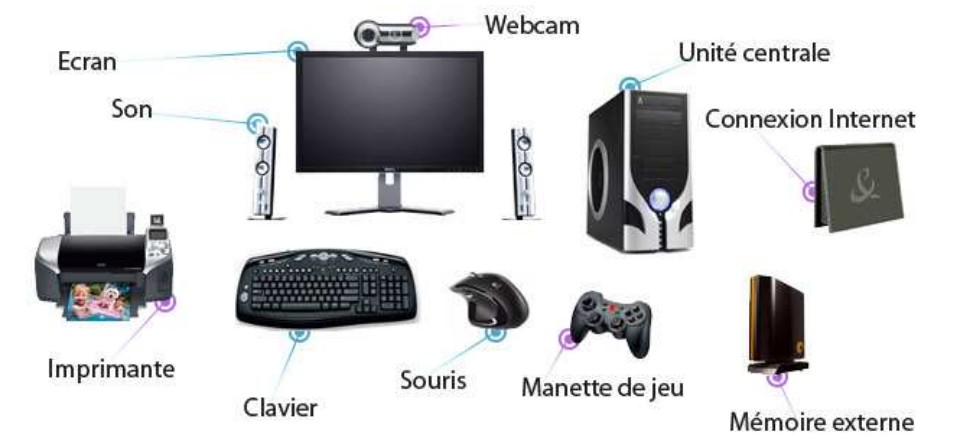 Webcam
Ecran
Unité centrale
Son
Connexion Internet
Imprimante
Souris
Manette de jeu
Clavier
Mémoire externe